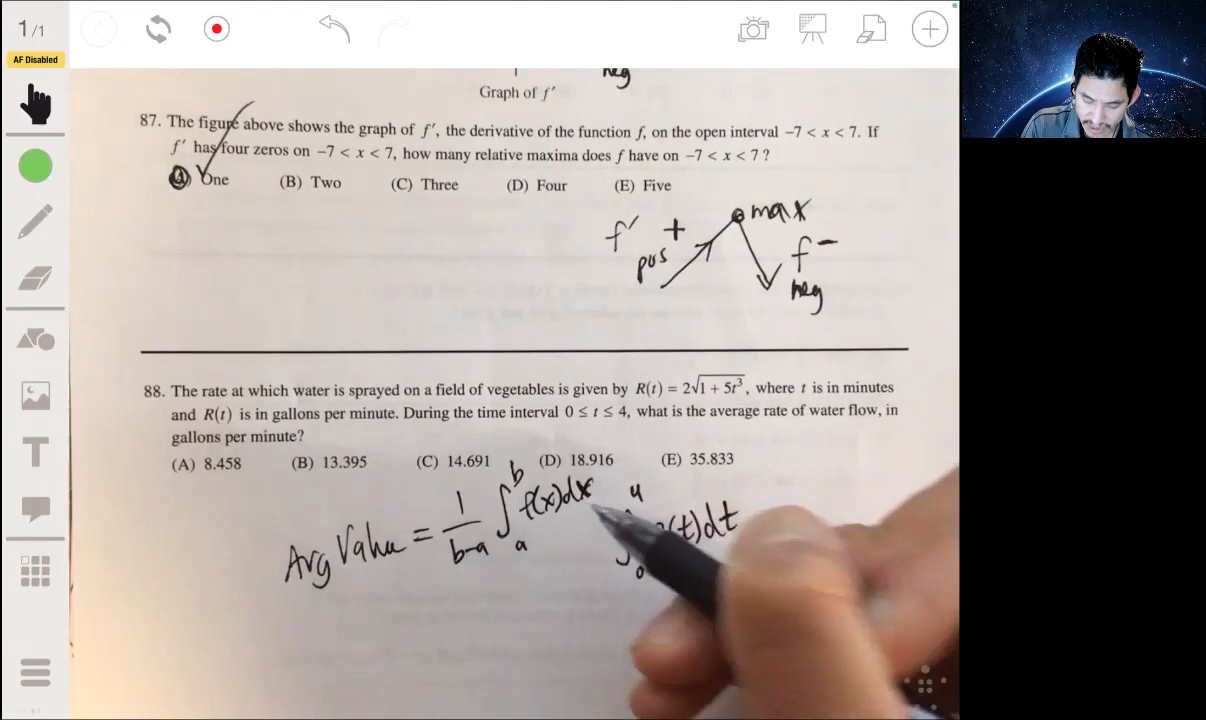 1/1
AF Disabled
neg
Graph of f′
87. The figure above shows the graph of f′, the derivative of the function f, on the open interval −7 < x < 7. If
f′ has four zeros on −7 < x < 7, how many relative maxima does f have on −7 < x < 7 ?
One (B) Two (C) Three (D) Four (E) Five
f′ + max
pos f −
neg
88. The rate at which water is sprayed on a field of vegetables is given by R(t) = 2√(1 + 5t³), where t is in minutes
and R(t) is in gallons per minute. During the time interval 0 ≤ t ≤ 4, what is the average rate of water flow, in
gallons per minute?
(A) 8.458 (B) 13.395 (C) 14.691 (D) 18.916 (E) 35.833
Avg Value = 1/(b-a) ∫ₐᵇ f(x)dx 4 (t)dt
0
T